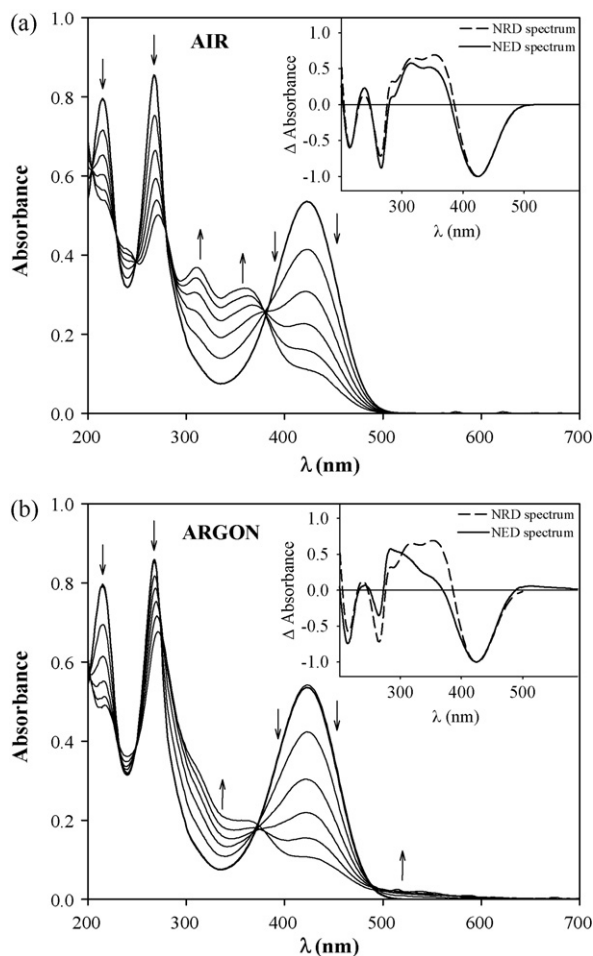 (a)
AIR
NRD spectrum
NED spectrum
Δ Absorbance
1.0
0.5
0.0
-0.5
-1.0
300 400 500
λ (nm)
Absorbance
1.0
0.8
0.6
0.4
0.2
0.0
200 300 400 500 600 700
λ (nm)
(b)
ARGON
NRD spectrum
NED spectrum
Δ Absorbance
1.0
0.5
0.0
-0.5
-1.0
300 400 500
λ (nm)
Absorbance
1.0
0.8
0.6
0.4
0.2
0.0
200 300 400 500 600 700
λ (nm)